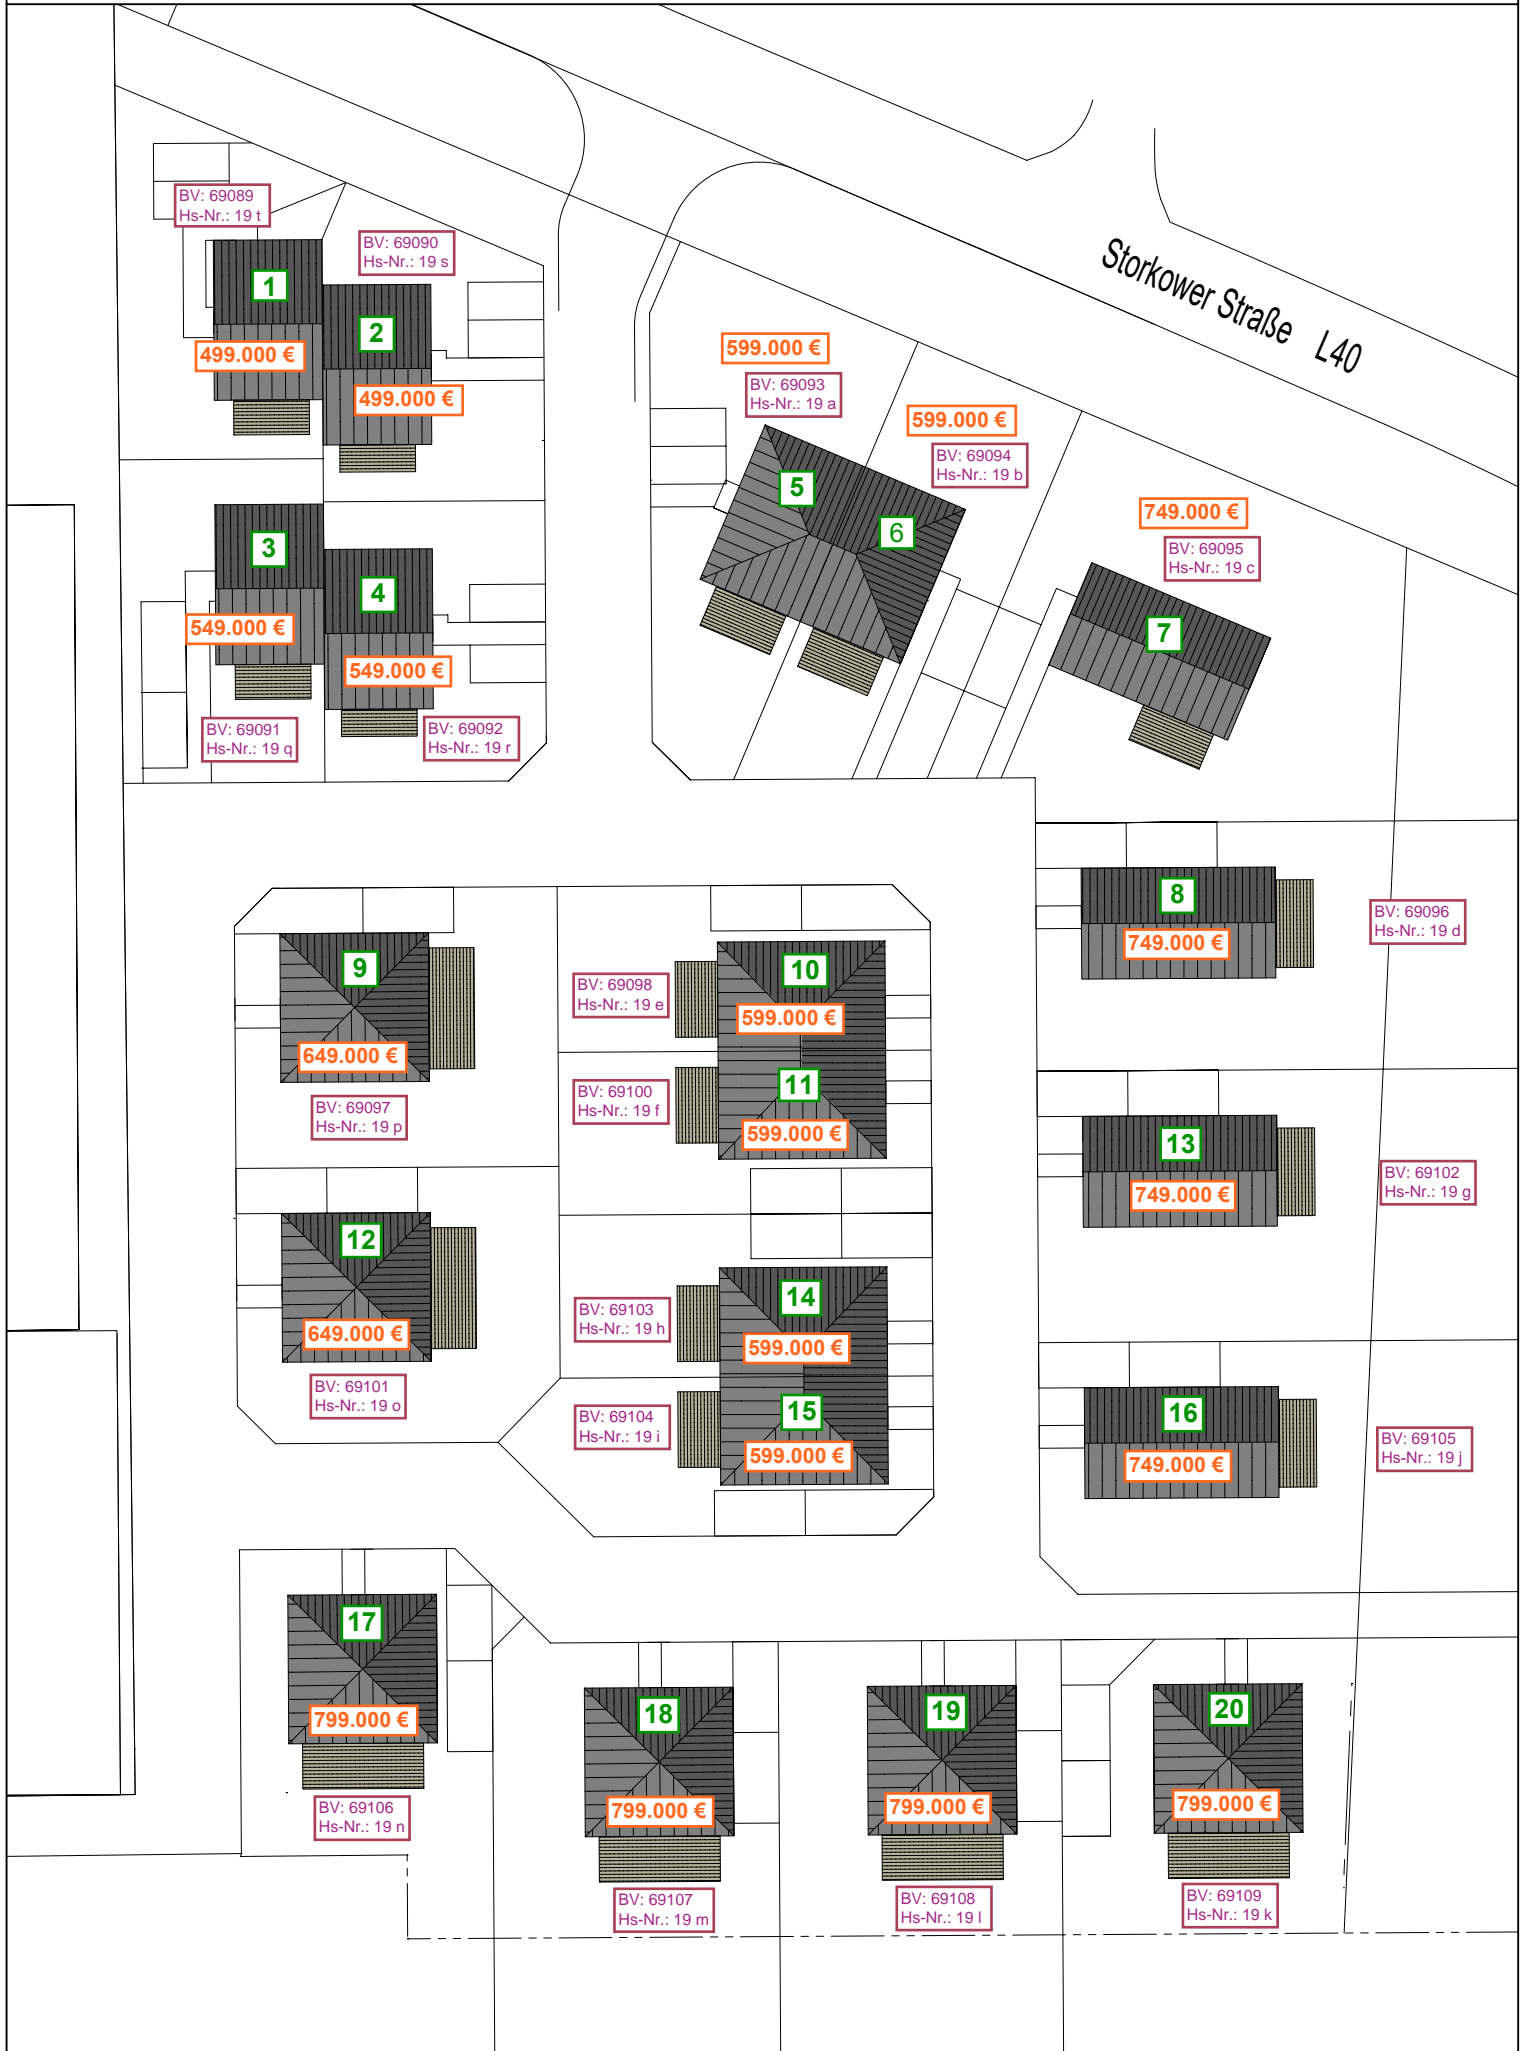 BV: 69089
Hs-Nr.: 19 t
BV: 69090
Hs-Nr.: 19 s
1
2
499.000 €
499.000 €
Storkower Straße L40
599.000 €
BV: 69093
Hs-Nr.: 19 a
599.000 €
BV: 69094
Hs-Nr.: 19 b
5
6
749.000 €
BV: 69095
Hs-Nr.: 19 c
7
3
4
549.000 €
549.000 €
BV: 69091
Hs-Nr.: 19 q
BV: 69092
Hs-Nr.: 19 r
8
749.000 €
BV: 69096
Hs-Nr.: 19 d
9
649.000 €
BV: 69097
Hs-Nr.: 19 p
BV: 69098
Hs-Nr.: 19 e
10
599.000 €
BV: 69100
Hs-Nr.: 19 f
11
599.000 €
13
749.000 €
BV: 69102
Hs-Nr.: 19 g
12
649.000 €
BV: 69101
Hs-Nr.: 19 o
BV: 69103
Hs-Nr.: 19 h
14
599.000 €
BV: 69104
Hs-Nr.: 19 i
15
599.000 €
16
749.000 €
BV: 69105
Hs-Nr.: 19 j
17
799.000 €
BV: 69106
Hs-Nr.: 19 n
18
799.000 €
BV: 69107
Hs-Nr.: 19 m
19
799.000 €
BV: 69108
Hs-Nr.: 19 l
20
799.000 €
BV: 69109
Hs-Nr.: 19 k